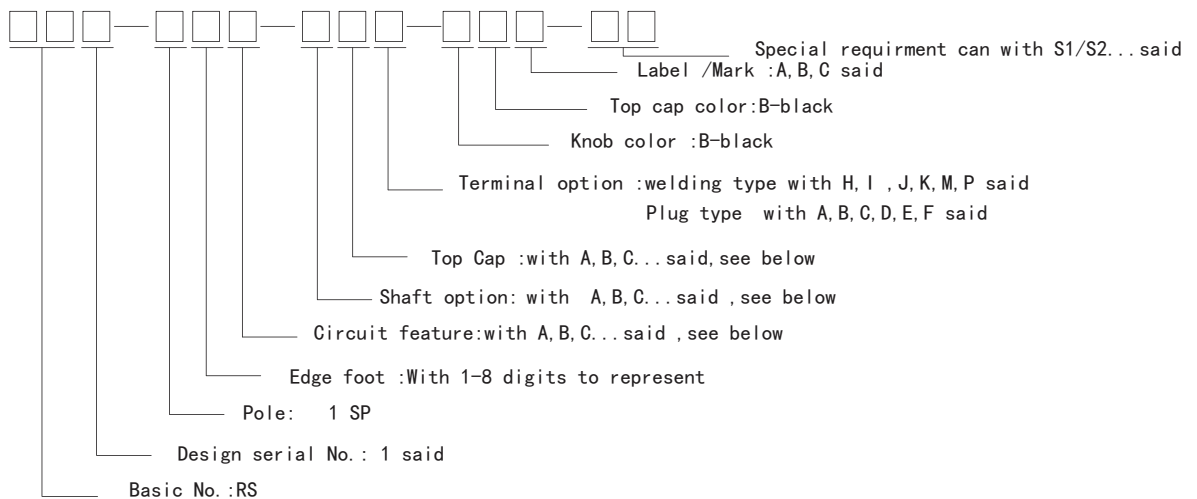 Special requirment can with S1/S2...said
Label /Mark :A,B,C said
Top cap color:B-black
Knob color :B-black
Terminal option :welding type with H,I ,J,K,M,P said
Plug type  with A,B,C,D,E,F said
Top Cap :with A,B,C...said,see below
Shaft option: with  A,B,C...said ,see below
Circuit feature:with A,B,C...said ,see below
Edge foot :With 1-8 digits to represent
Pole:   1 SP
Design serial No.: 1 said
Basic No.:RS